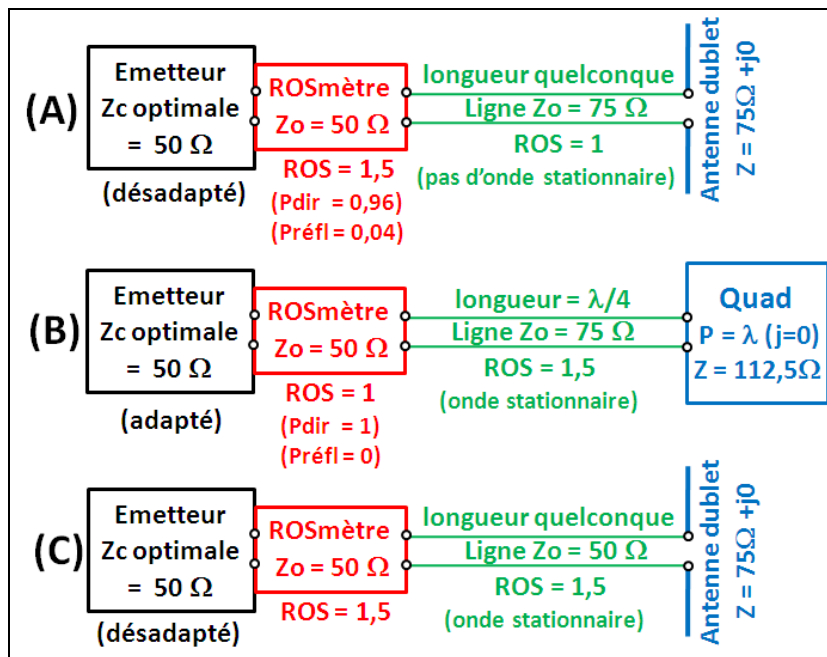 (A)
Emetteur
Zc optimale
= 50 Ω
(désadapté)
ROSmètre
Zo = 50 Ω
ROS = 1,5
(Pdir = 0,96)
(Préfl = 0,04)
longueur quelconque
Ligne Zo = 75 Ω
ROS = 1
(pas d'onde stationnaire)
Antenne dublet
Z = 75Ω +j0
(B)
Emetteur
Zc optimale
= 50 Ω
(adapté)
ROSmètre
Zo = 50 Ω
ROS = 1
(Pdir = 1)
(Préfl = 0)
longueur = λ/4
Ligne Zo = 75 Ω
ROS = 1,5
(onde stationnaire)
Quad
P = λ (j=0)
Z = 112,5Ω
(C)
Emetteur
Zc optimale
= 50 Ω
(désadapté)
ROSmètre
Zo = 50 Ω
ROS = 1,5
longueur quelconque
Ligne Zo = 50 Ω
ROS = 1,5
(onde stationnaire)
Antenne dublet
Z = 75Ω +j0